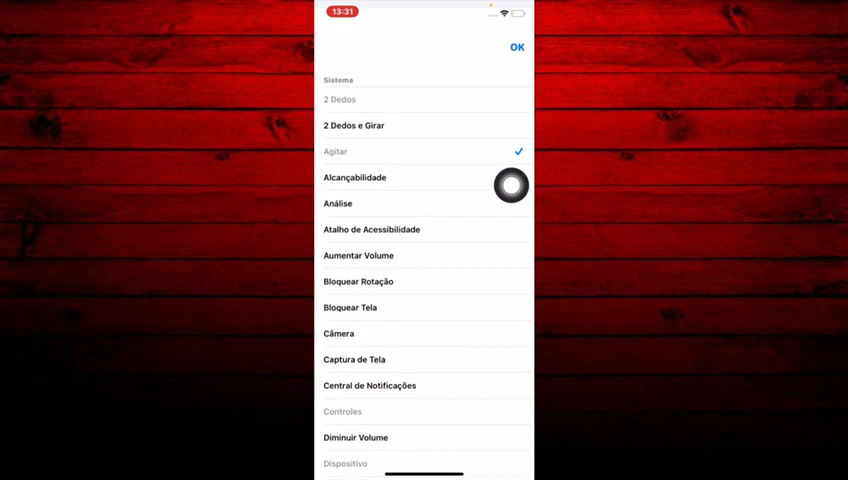 13:31
OK
Sistema
2 Dedos
2 Dedos e Girar
Agitar
Alcançabilidade
Análise
Atalho de Acessibilidade
Aumentar Volume
Bloquear Rotação
Bloquear Tela
Câmera
Captura de Tela
Central de Notificações
Controles
Diminuir Volume
Dispositivo